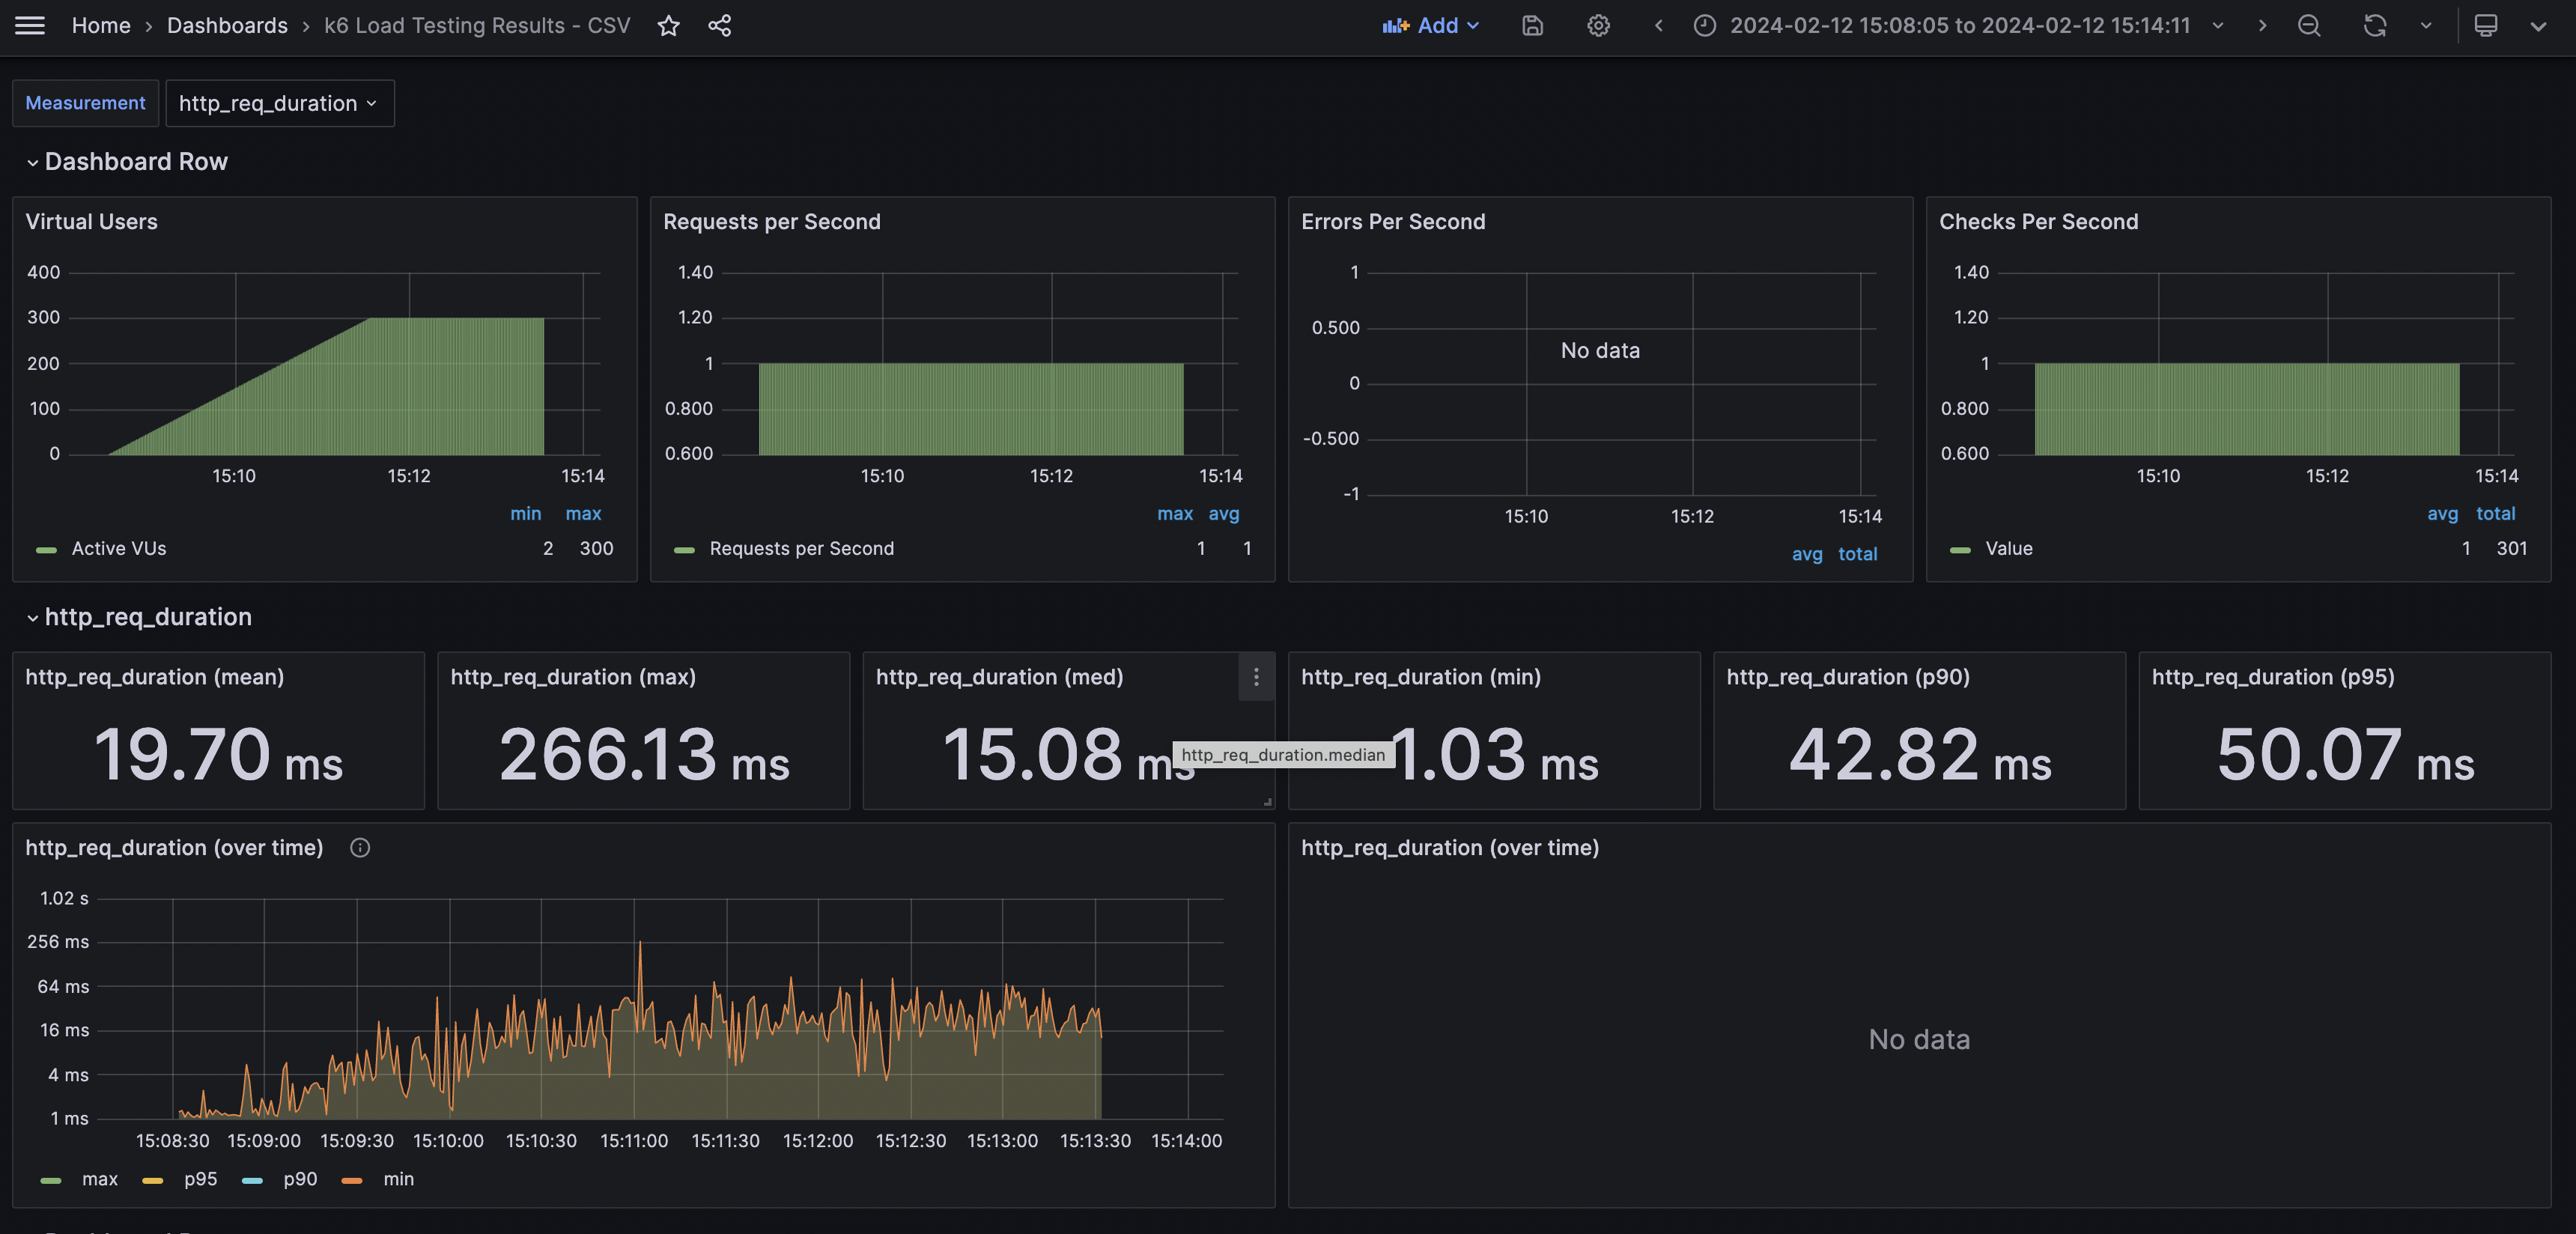 Home › Dashboards › k6 Load Testing Results - CSV
Add
2024-02-12 15:08:05 to 2024-02-12 15:14:11
Measurement
http_req_duration
Dashboard Row
Virtual Users
400
300
200
100
0
15:10 15:12 15:14
min max
Active VUs 2 300
Requests per Second
1.40
1.20
1
0.800
0.600
15:10 15:12 15:14
max avg
Requests per Second 1 1
Errors Per Second
1
0.500
No data
0
-0.500
-1
15:10 15:12 15:14
avg total
Checks Per Second
1.40
1.20
1
0.800
0.600
15:10 15:12 15:14
avg total
Value 1 301
http_req_duration
http_req_duration (mean)
19.70 ms
http_req_duration (max)
266.13 ms
http_req_duration (med)
15.08 ms
http_req_duration.median
http_req_duration (min)
1.03 ms
http_req_duration (p90)
42.82 ms
http_req_duration (p95)
50.07 ms
http_req_duration (over time)
1.02 s
256 ms
64 ms
16 ms
4 ms
1 ms
15:08:30 15:09:00 15:09:30 15:10:00 15:10:30 15:11:00 15:11:30 15:12:00 15:12:30 15:13:00 15:13:30 15:14:00
max p95 p90 min
http_req_duration (over time)
No data